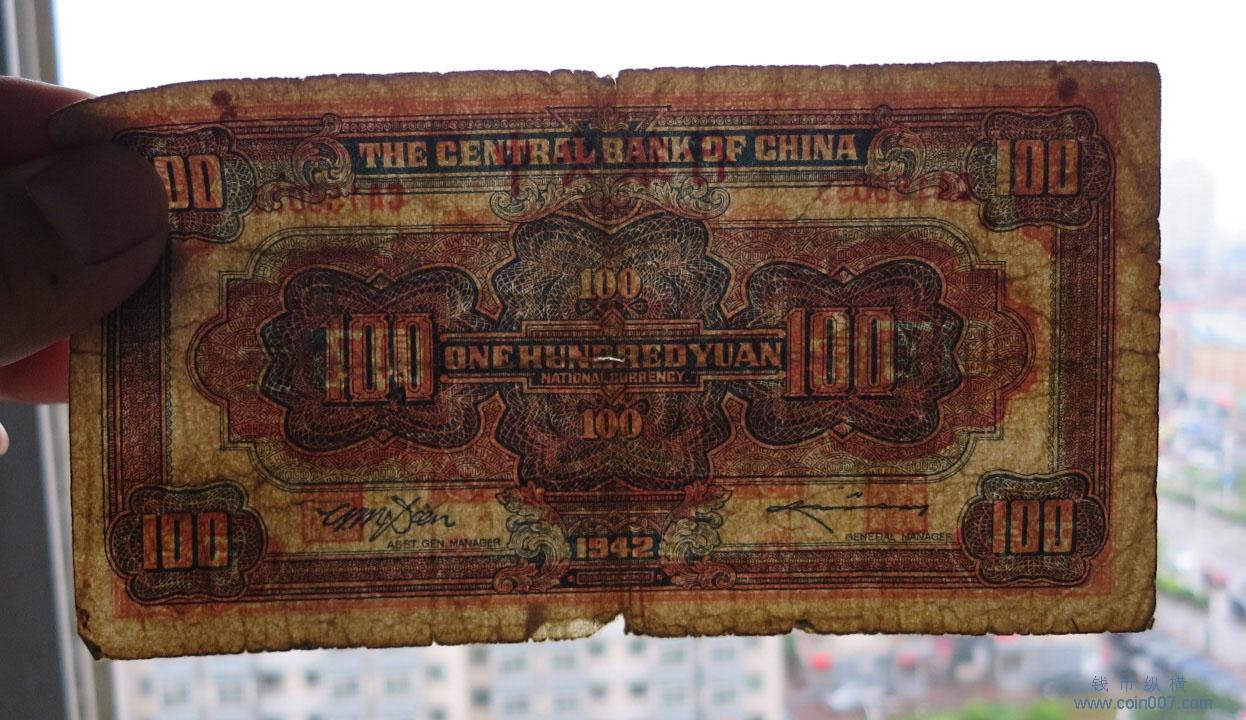 THE CENTRAL BANK OF CHINA
00 100
100
100 ONE HUNDRED YUAN 100
NATIONAL CURRENCY
100
100 100
ASST. GEN. MANAGER GENERAL MANAGER
1942
钱币纵横
www.coin007.com